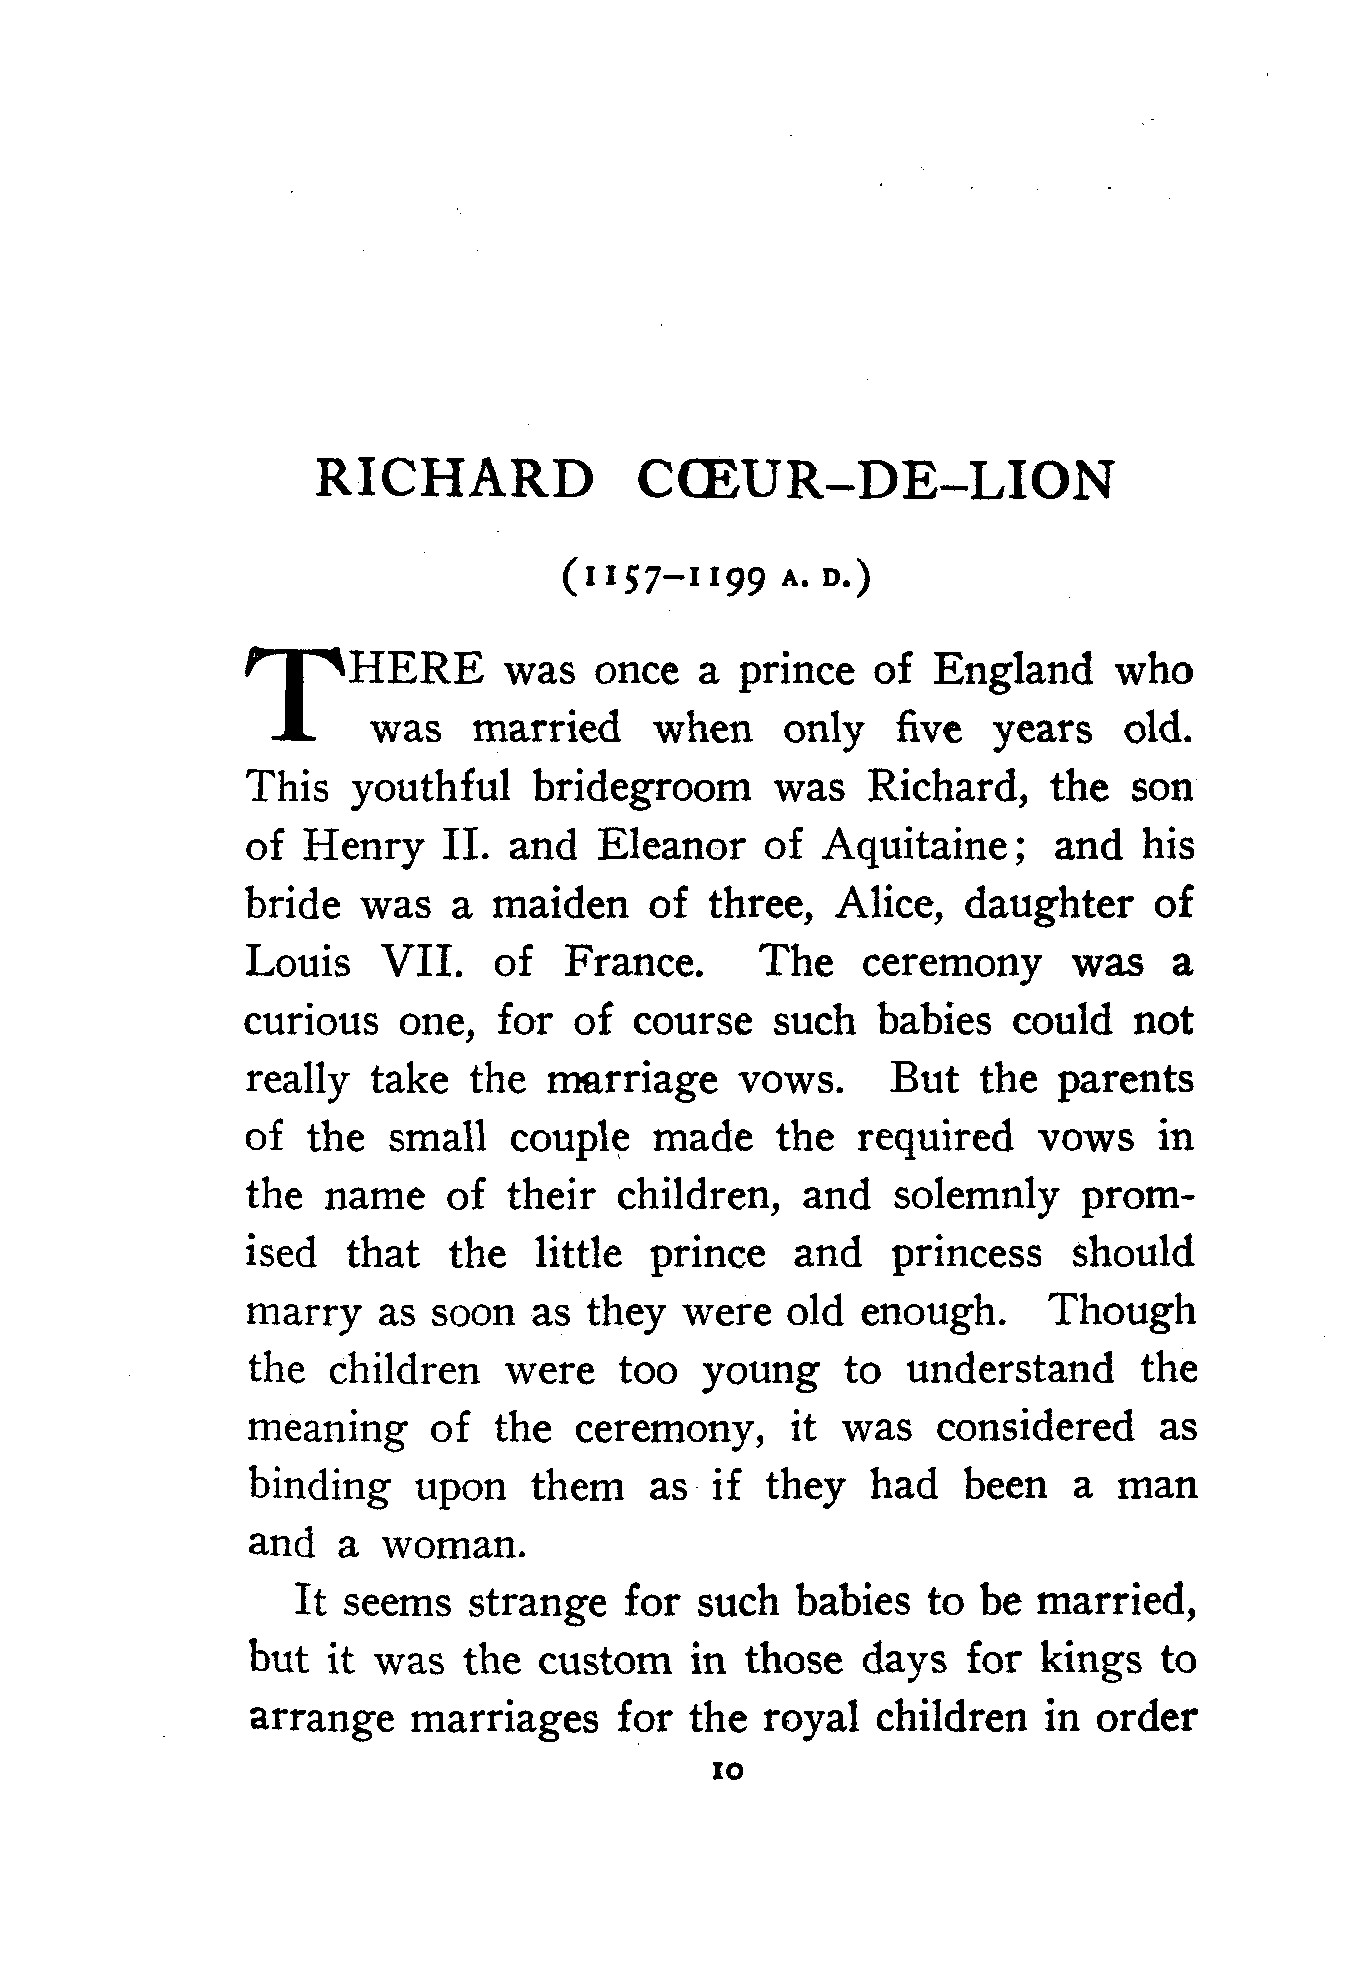 RICHARD CŒUR-DE-LION
(1157-1199 A. D.)
THERE was once a prince of England who
was married when only five years old.
This youthful bridegroom was Richard, the son
of Henry II. and Eleanor of Aquitaine; and his
bride was a maiden of three, Alice, daughter of
Louis VII. of France. The ceremony was a
curious one, for of course such babies could not
really take the marriage vows. But the parents
of the small couple made the required vows in
the name of their children, and solemnly prom-
ised that the little prince and princess should
marry as soon as they were old enough. Though
the children were too young to understand the
meaning of the ceremony, it was considered as
binding upon them as if they had been a man
and a woman.
It seems strange for such babies to be married,
but it was the custom in those days for kings to
arrange marriages for the royal children in order
10